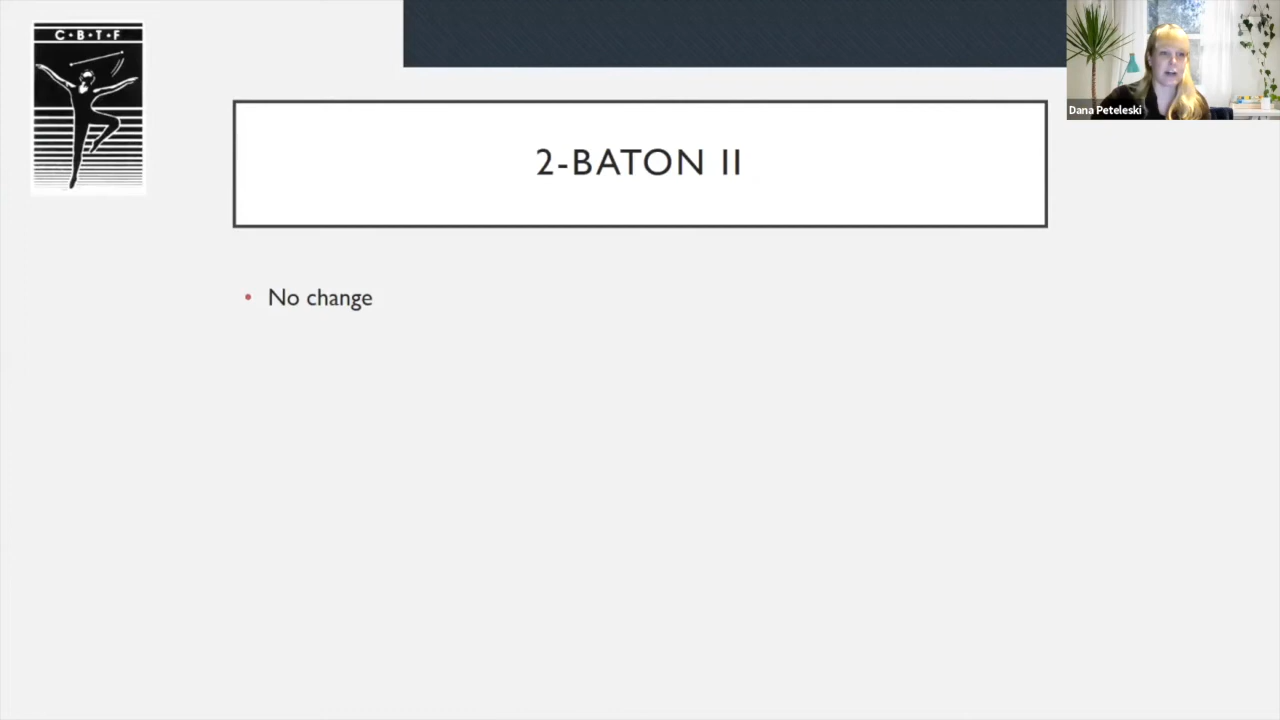 C•B•T•F
Dana Peteleski
2-BATON II
• No change